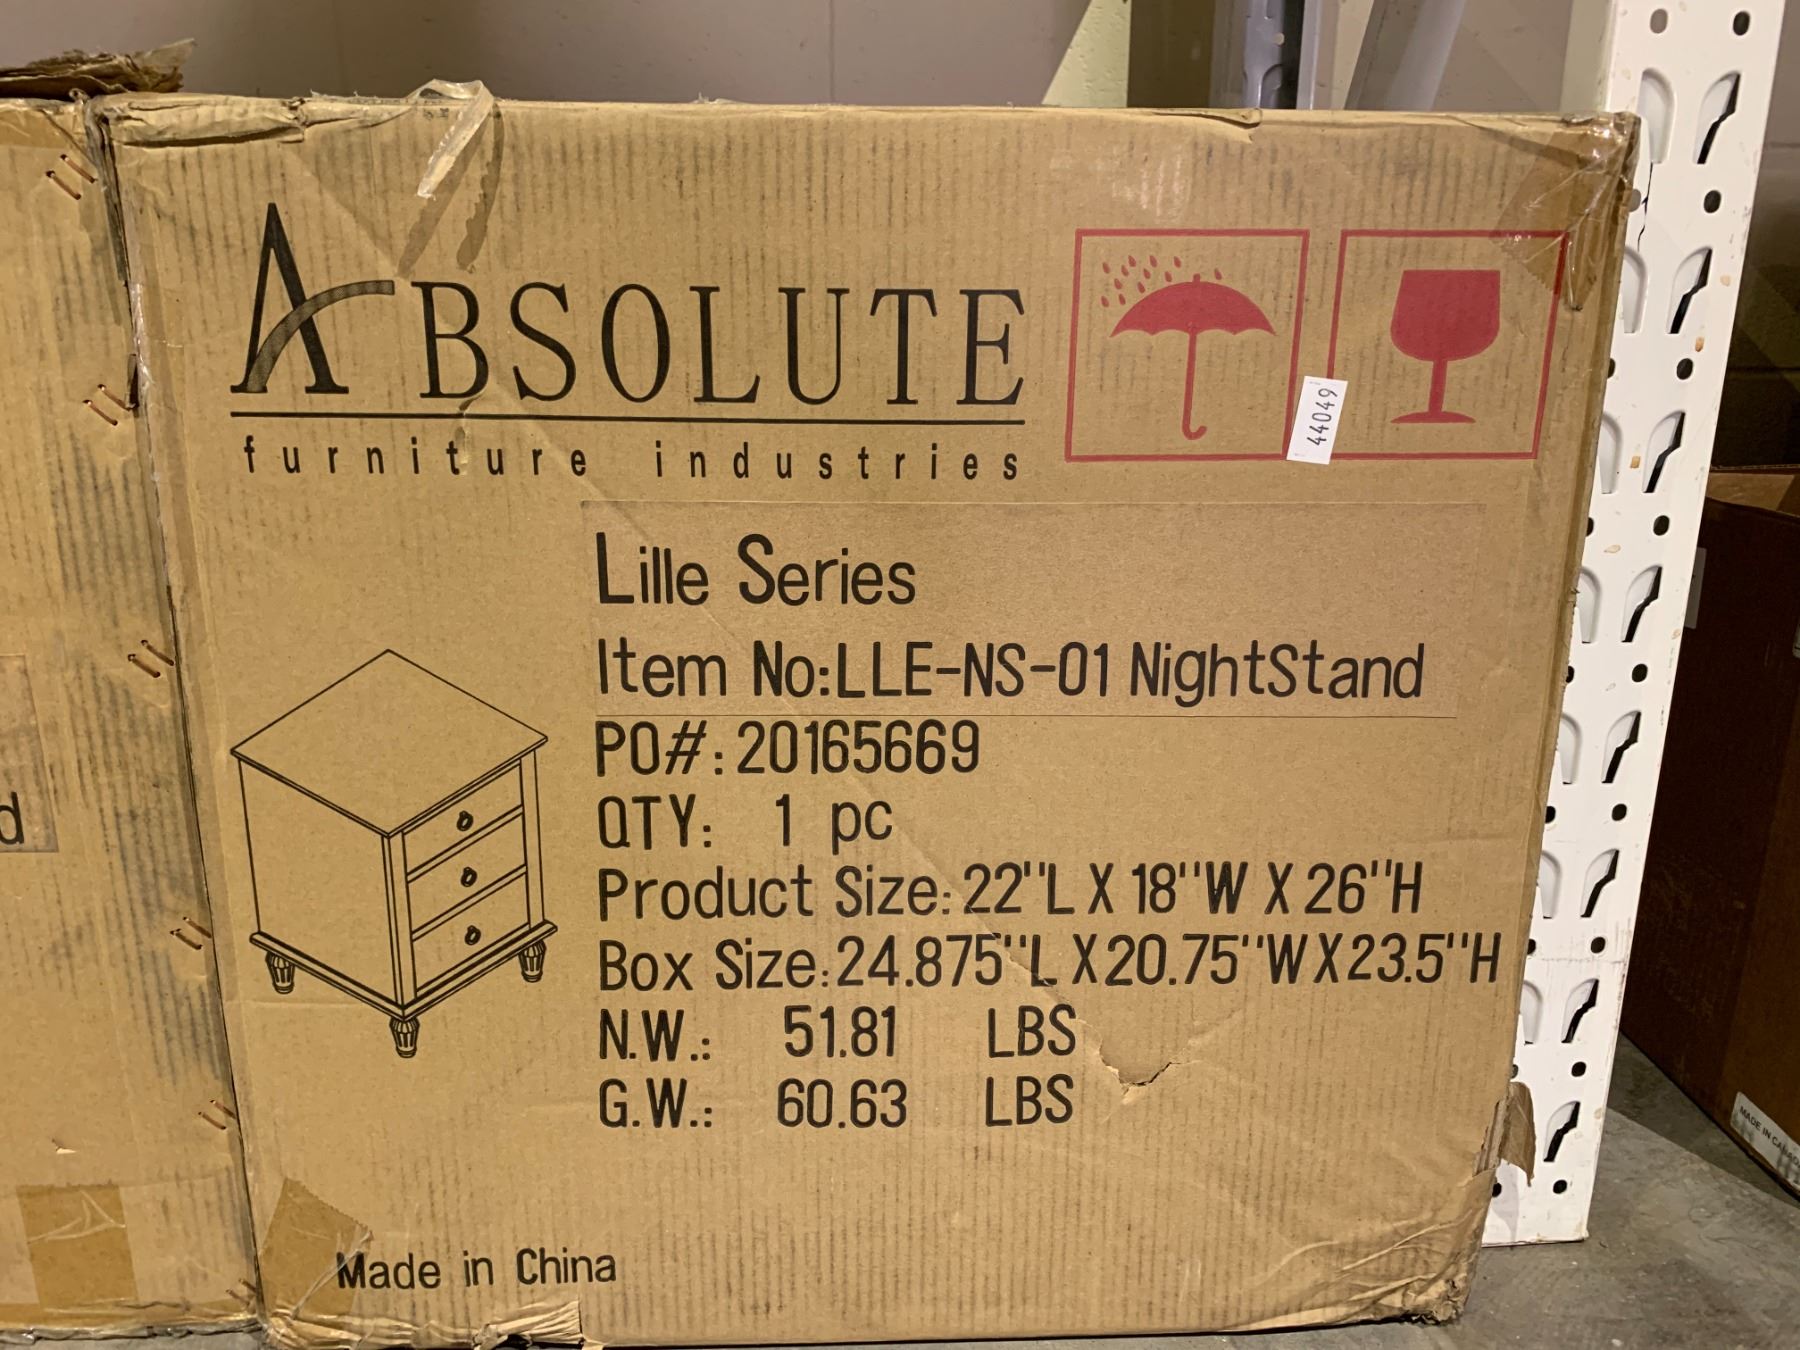 ABSOLUTE
furniture industries
44049
Lille Series
Item No:LLE-NS-01 NightStand
PO#:20165669
QTY: 1 pc
Product Size:22"L X 18"W X 26"H
Box Size:24.875"L X20.75"WX23.5"H
N.W.: 51.81 LBS
G.W.: 60.63 LBS
Made in China
d
MADE IN